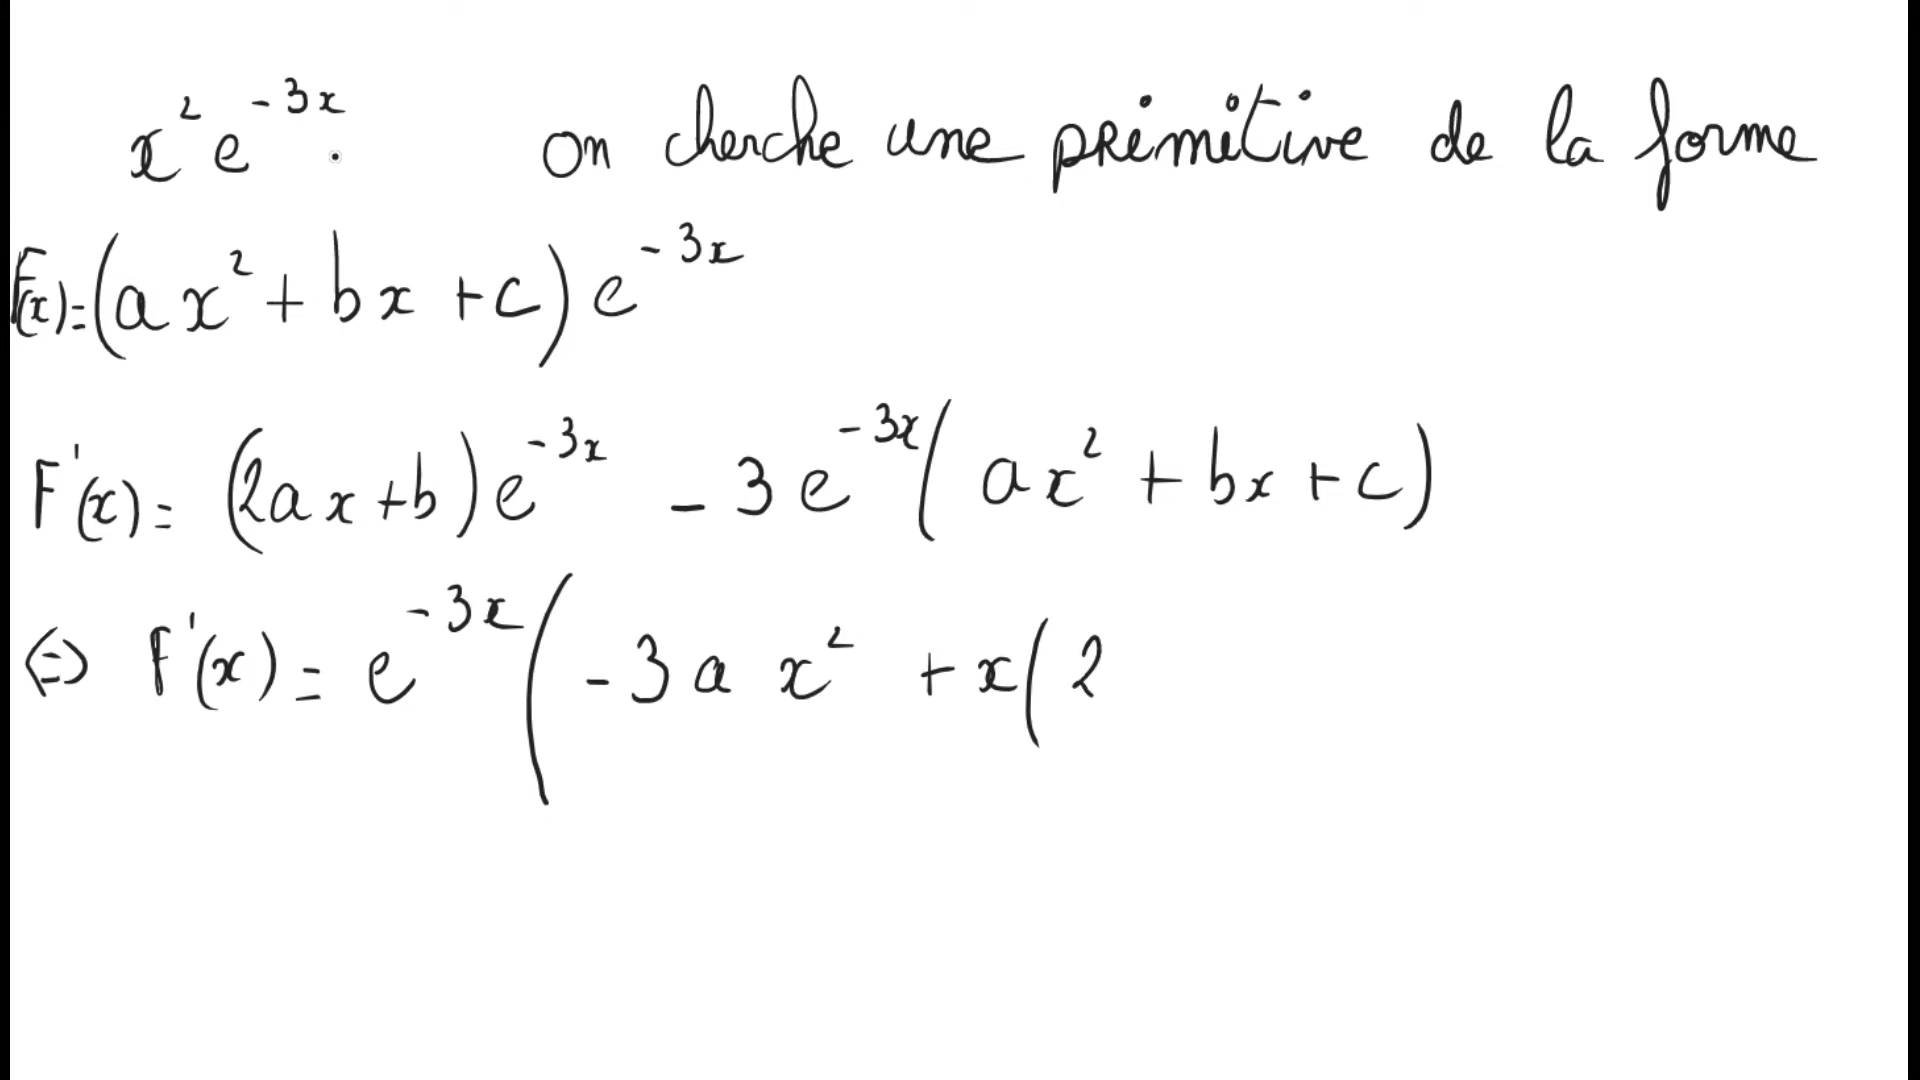 x² e^{-3x} . on cherche une primitive de la forme
F(x)=(ax² + bx + c) e^{-3x}
F'(x) = (2ax+b) e^{-3x} - 3e^{-3x} (ax² + bx + c)
⇔ F'(x) = e^{-3x} ( -3a x² + x( 2